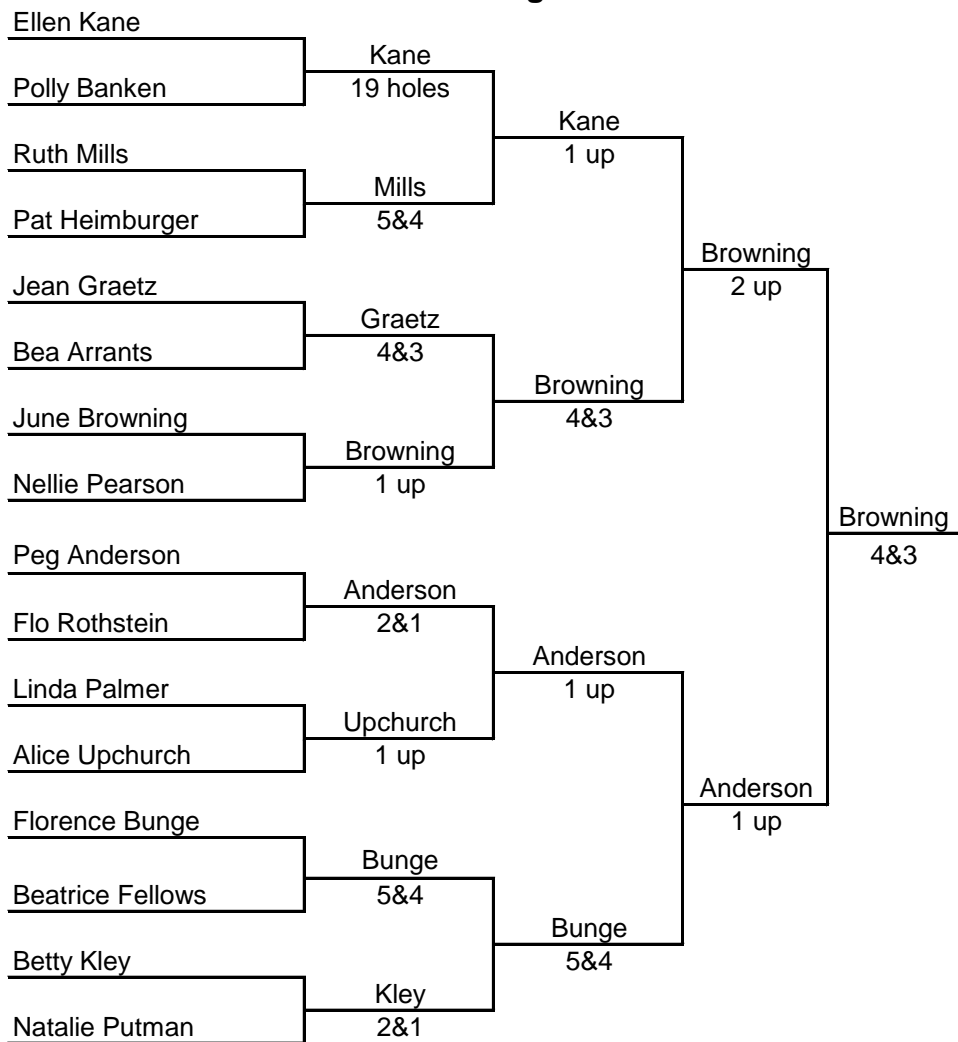 Ellen Kane
Polly Banken
Ruth Mills
Pat Heimburger
Jean Graetz
Bea Arrants
June Browning
Nellie Pearson
Peg Anderson
Flo Rothstein
Linda Palmer
Alice Upchurch
Florence Bunge
Beatrice Fellows
Betty Kley
Natalie Putman
Kane
19 holes
Mills
5&4
Graetz
4&3
Browning
1 up
Anderson
2&1
Upchurch
1 up
Bunge
5&4
Kley
2&1
Kane
1 up
Browning
4&3
Anderson
1 up
Bunge
5&4
Browning
2 up
Anderson
1 up
Browning
4&3